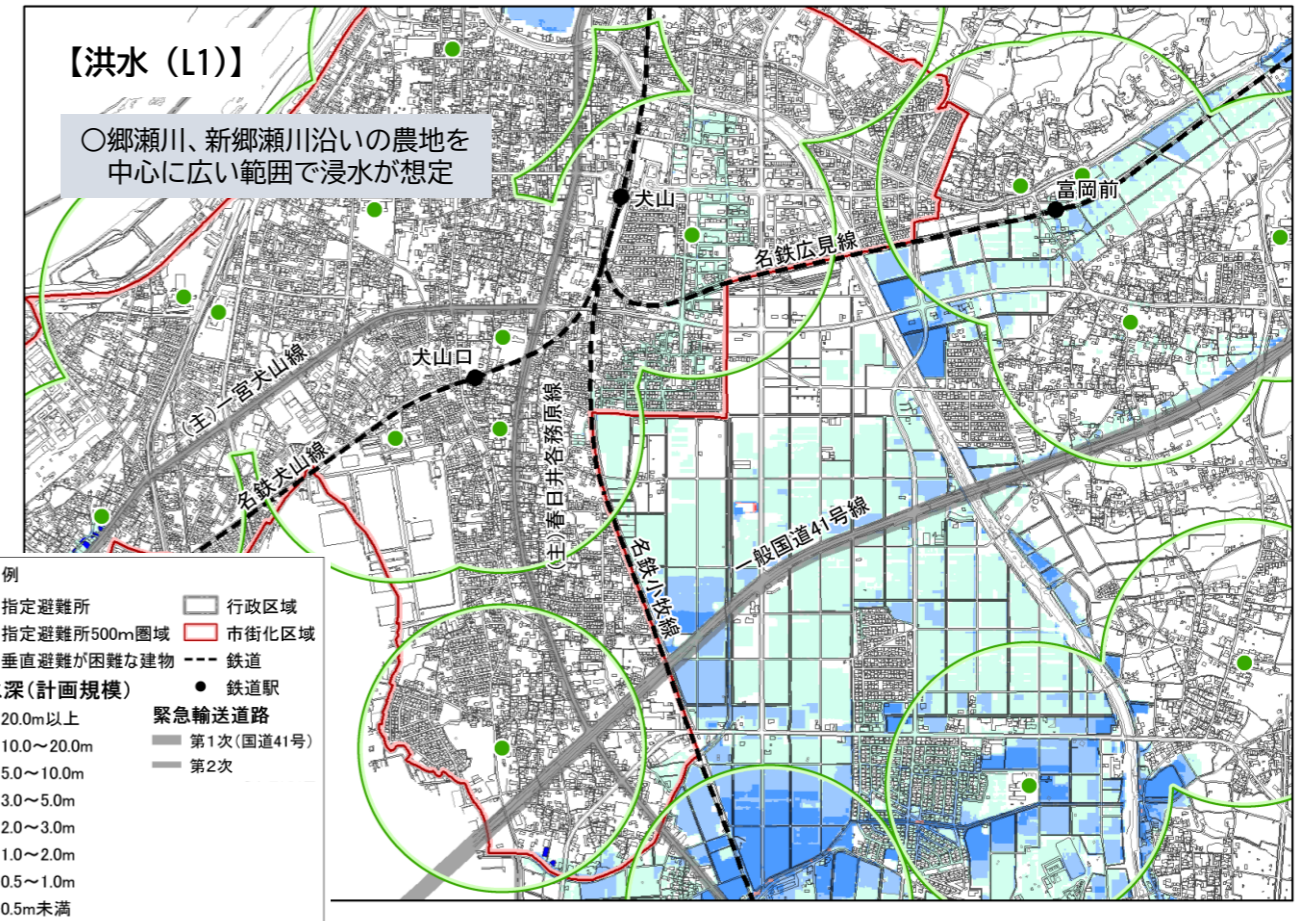 【洪水（L1）】
〇郷瀬川、新郷瀬川沿いの農地を
中心に広い範囲で浸水が想定
犬山
富岡前
名鉄広見線
犬山口
(主)一宮犬山線
(主)春日井各務原線
名鉄犬山線
名鉄小牧線
一般国道41号線
例
指定避難所
指定避難所500m圏域
垂直避難が困難な建物
深(計画規模)
20.0m以上
10.0～20.0m
5.0～10.0m
3.0～5.0m
2.0～3.0m
1.0～2.0m
0.5～1.0m
0.5m未満
行政区域
市街化区域
鉄道
鉄道駅
緊急輸送道路
第1次(国道41号)
第2次